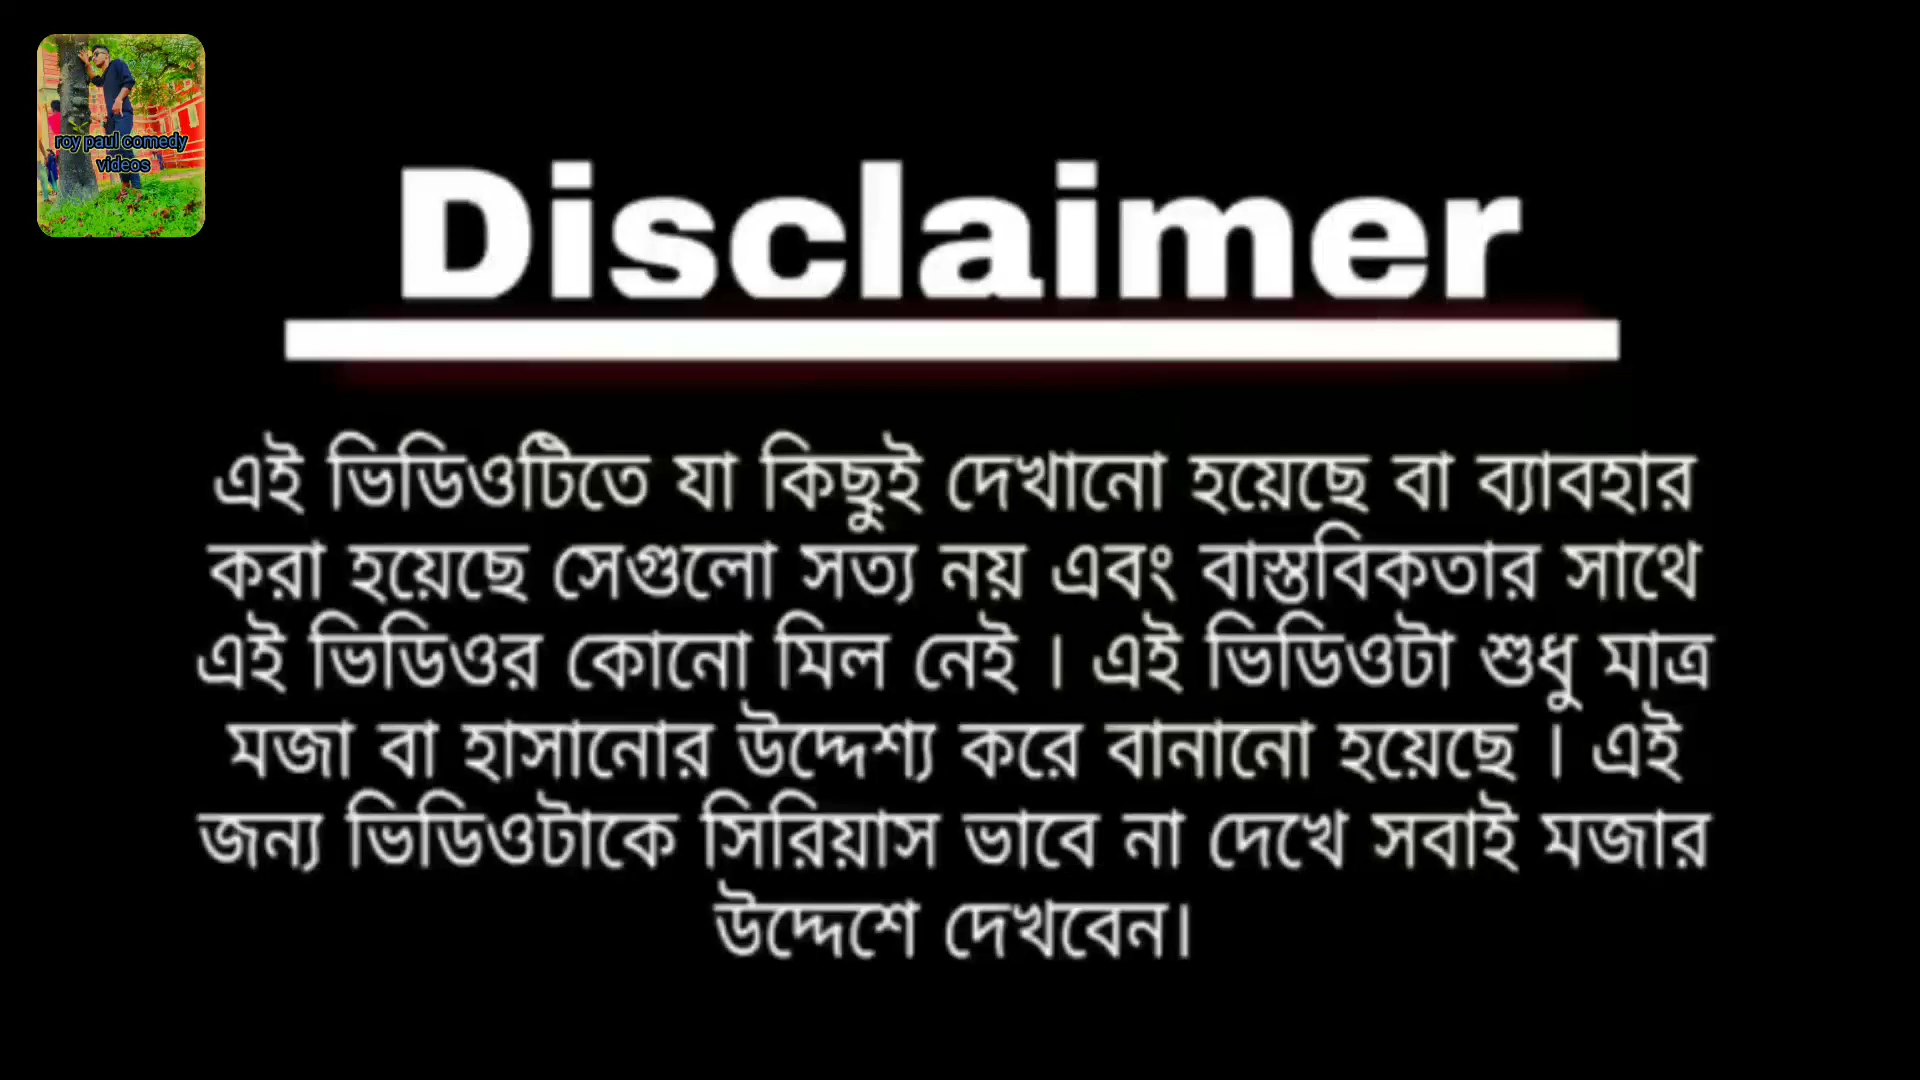 roy paul comedy
videos
Disclaimer
এই ভিডিওটিতে যা কিছুই দেখানো হয়েছে বা ব্যাবহার
করা হয়েছে সেগুলো সত্য নয় এবং বাস্তবিকতার সাথে
এই ভিডিওর কোনো মিল নেই । এই ভিডিওটা শুধু মাত্র
মজা বা হাসানোর উদ্দেশ্য করে বানানো হয়েছে । এই
জন্য ভিডিওটাকে সিরিয়াস ভাবে না দেখে সবাই মজার
উদ্দেশে দেখবেন।